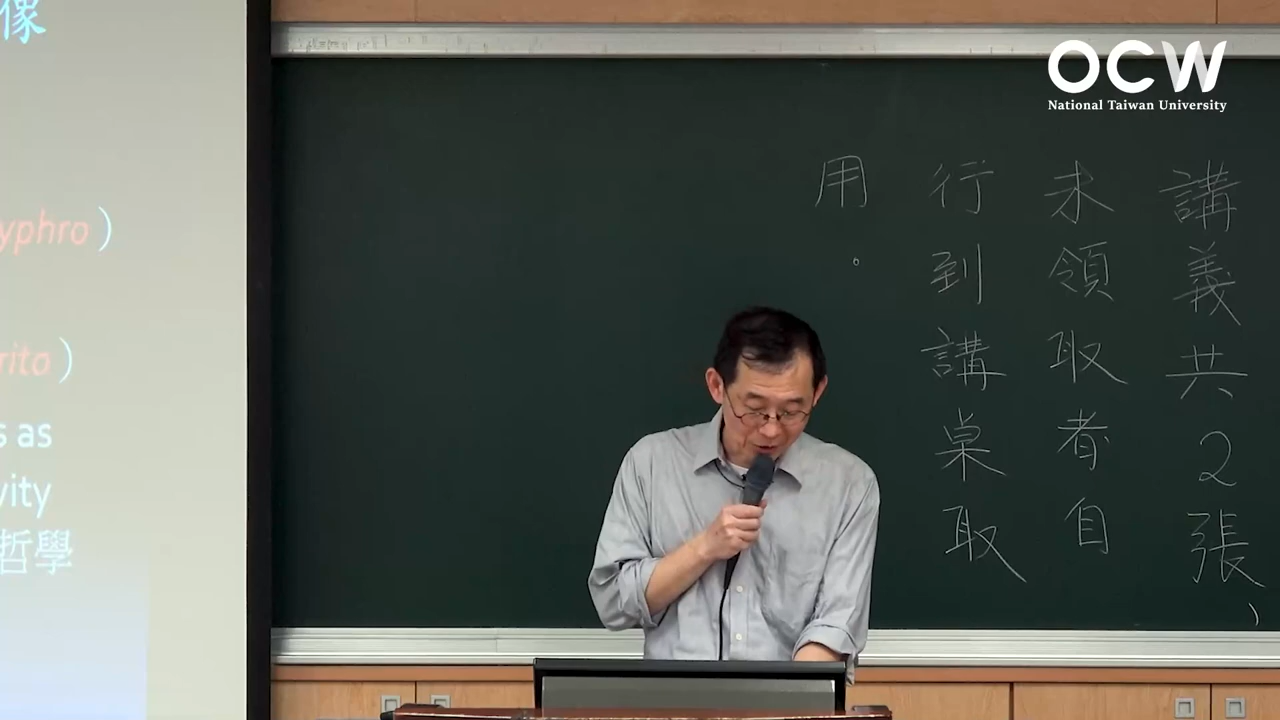 像
yphro )
rito )
s as
vity
哲學
OCW
National Taiwan University
講義共2張、
未領取者自
行到講桌取
用.